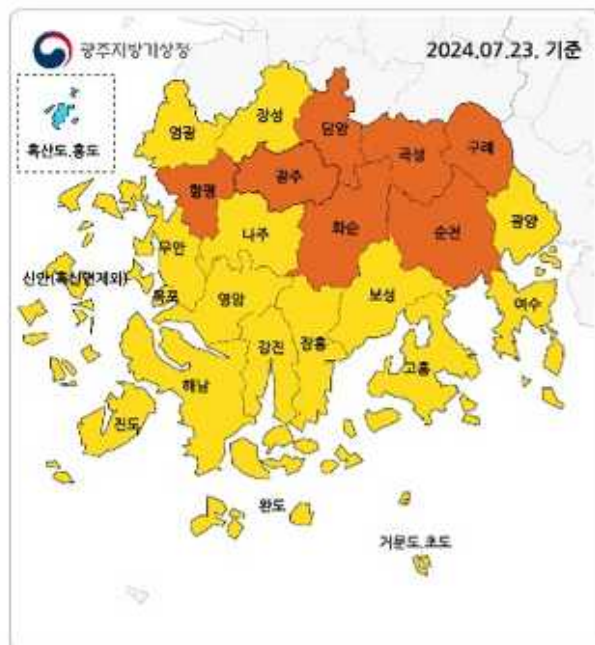 광주지방기상청
2024.07.23. 기준
흑산도.홍도
영광
장성
담양
곡성
구례
함평
광주
화순
순천
광양
무안
나주
신안(흑산면제외)
목포
영암
보성
여수
강진
장흥
고흥
해남
진도
완도
거문도.초도